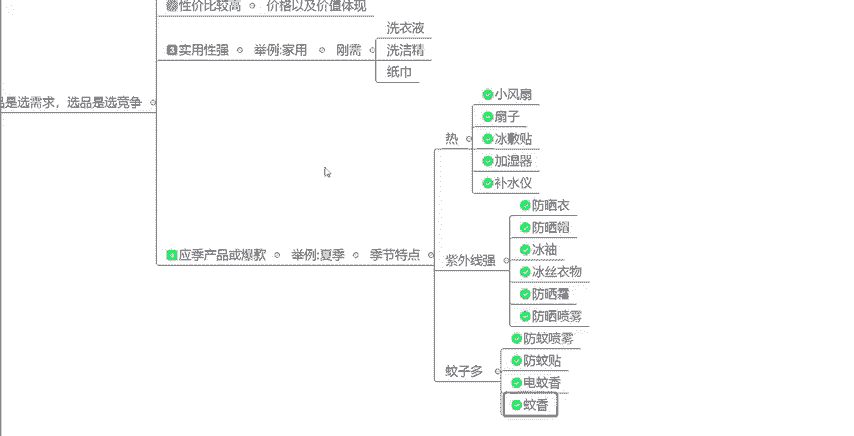 性价比较高 价格以及价值体现
3 实用性强 举例:家用 刚需
洗衣液
洗洁精
纸巾
品是选需求，选品是选竞争
应季产品或爆款 举例:夏季 季节特点
热
小风扇
扇子
冰敷贴
加湿器
补水仪
紫外线强
防晒衣
防晒帽
冰袖
冰丝衣物
防晒霜
防晒喷雾
蚊子多
防蚊喷雾
防蚊贴
电蚊香
蚊香